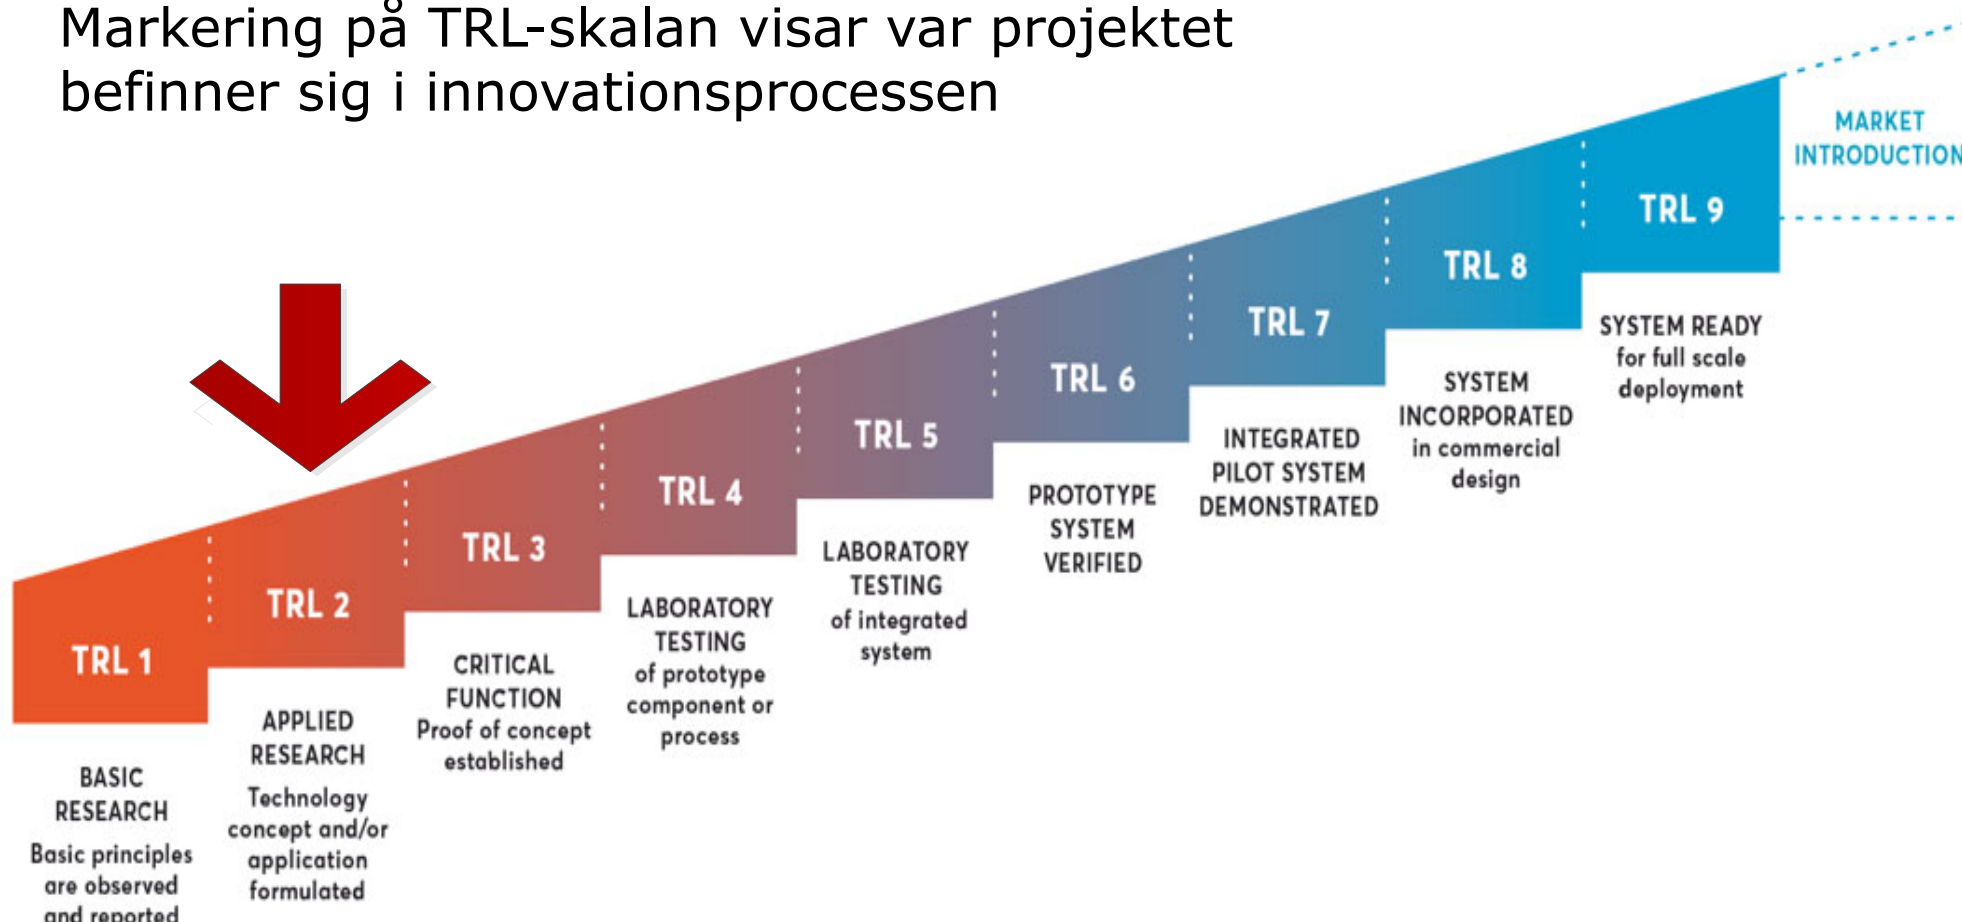 Markering på TRL-skalan visar var projektet
befinner sig i innovationsprocessen
MARKET
INTRODUCTION
TRL 1
BASIC
RESEARCH
Basic principles
are observed
and reported
TRL 2
APPLIED
RESEARCH
Technology
concept and/or
application
formulated
TRL 3
CRITICAL
FUNCTION
Proof of concept
established
TRL 4
LABORATORY
TESTING
of prototype
component or
process
TRL 5
LABORATORY
TESTING
of integrated
system
TRL 6
PROTOTYPE
SYSTEM
VERIFIED
TRL 7
INTEGRATED
PILOT SYSTEM
DEMONSTRATED
TRL 8
SYSTEM
INCORPORATED
in commercial
design
TRL 9
SYSTEM READY
for full scale
deployment